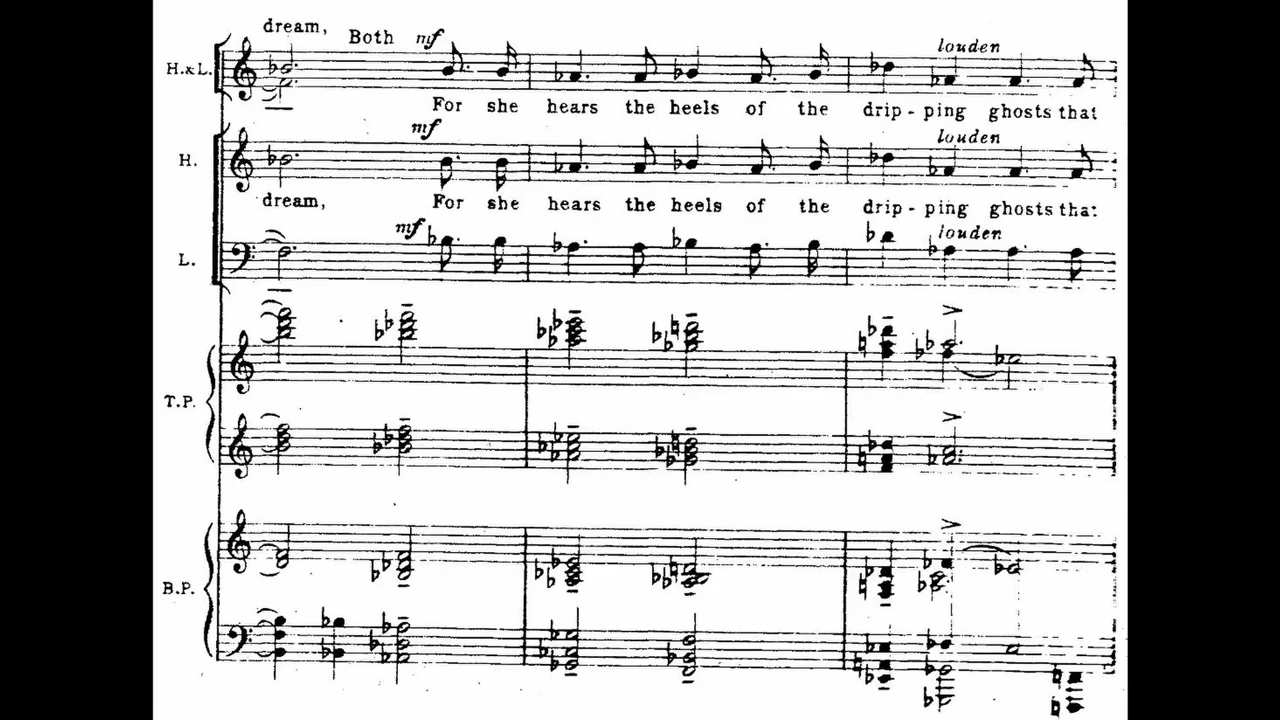 dream, Both mf
H.&L.
louden
For she hears the heels of the drip-ping ghosts that
mf
louden
H.
dream, For she hears the heels of the drip-ping ghosts that
mf
louden
L.
T.P.
B.P.